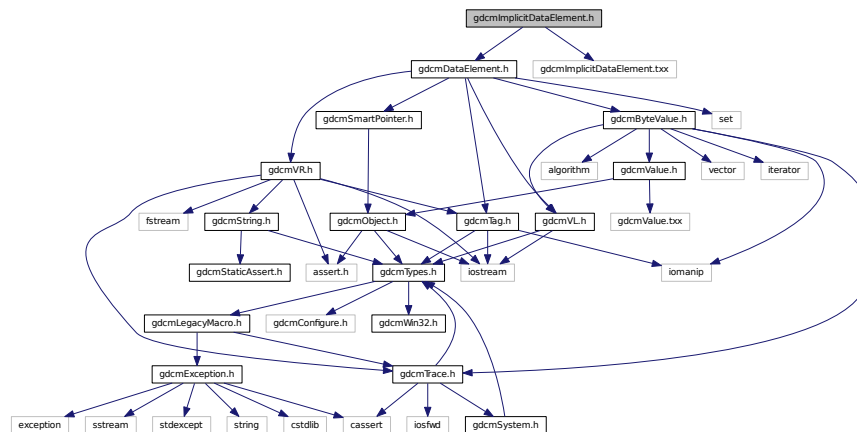 gdcmImplicitDataElement.h
gdcmDataElement.h
gdcmImplicitDataElement.txx
gdcmSmartPointer.h
gdcmByteValue.h
set
gdcmVR.h
algorithm
gdcmValue.h
vector
iterator
fstream
gdcmString.h
gdcmObject.h
gdcmTag.h
gdcmVL.h
gdcmValue.txx
gdcmStaticAssert.h
assert.h
gdcmTypes.h
iostream
iomanip
gdcmLegacyMacro.h
gdcmConfigure.h
gdcmWin32.h
gdcmException.h
gdcmTrace.h
exception
sstream
stdexcept
string
cstdlib
cassert
iosfwd
gdcmSystem.h